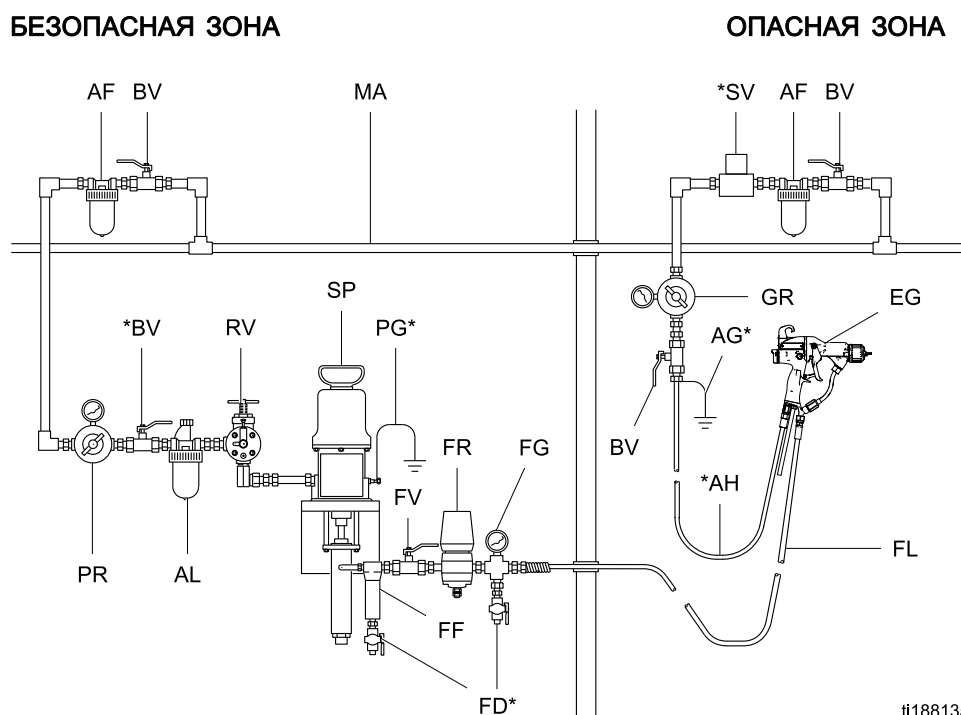 БЕЗОПАСНАЯ ЗОНА
ОПАСНАЯ ЗОНА
AF BV MA *SV AF BV
SP GR EG
*BV RV PG* AG*
FR FG BV
FV *AH
PR AL FL
FF
FD*
ti18813